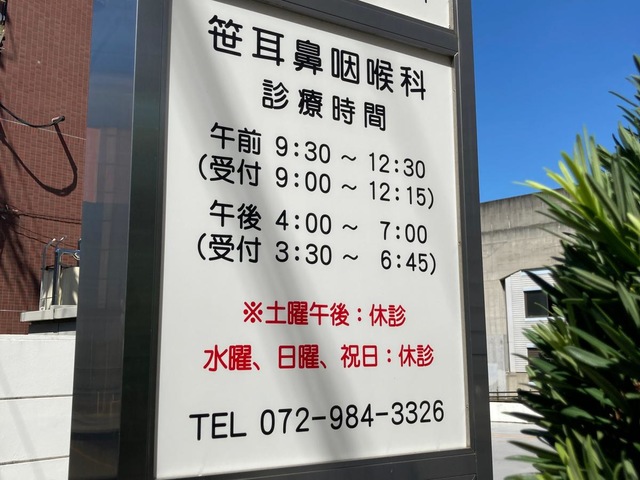 笹耳鼻咽喉科
診療時間
午前 9:30 ～ 12:30
(受付 9:00 ～ 12:15)
午後 4:00 ～ 7:00
(受付 3:30 ～ 6:45)
※土曜午後：休診
水曜、日曜、祝日：休診
TEL 072-984-3326